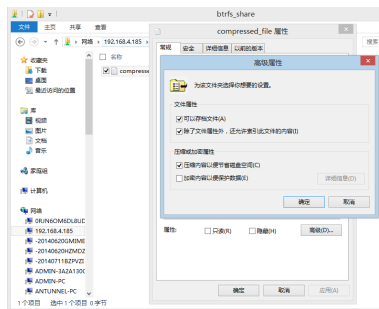 btrfs_share
文件 主页 共享 查看
网络 192.168.4.185
搜索
收藏夹
下载
桌面
最近访问的位置
库
视频
图片
文档
音乐
家庭组
计算机
网络
192.168.4.185
ADMIN-PC
ANTUNNEL-PC
1 个项目 选中 1 个项目 0 字节
名称
compresse
compressed_file 属性
常规 安全 详细信息 以前的版本
高级属性
为该文件夹选择你想要的设置。
文件属性
可以存档文件(A)
除了文件属性外，还允许索引此文件的内容(I)
压缩或加密属性
压缩内容以便节省磁盘空间(C)
加密内容以便保护数据(E)
详细信息(D)
确定 取消
属性: 只读(R) 隐藏(H) 高级(D)...
确定 取消 应用(A)